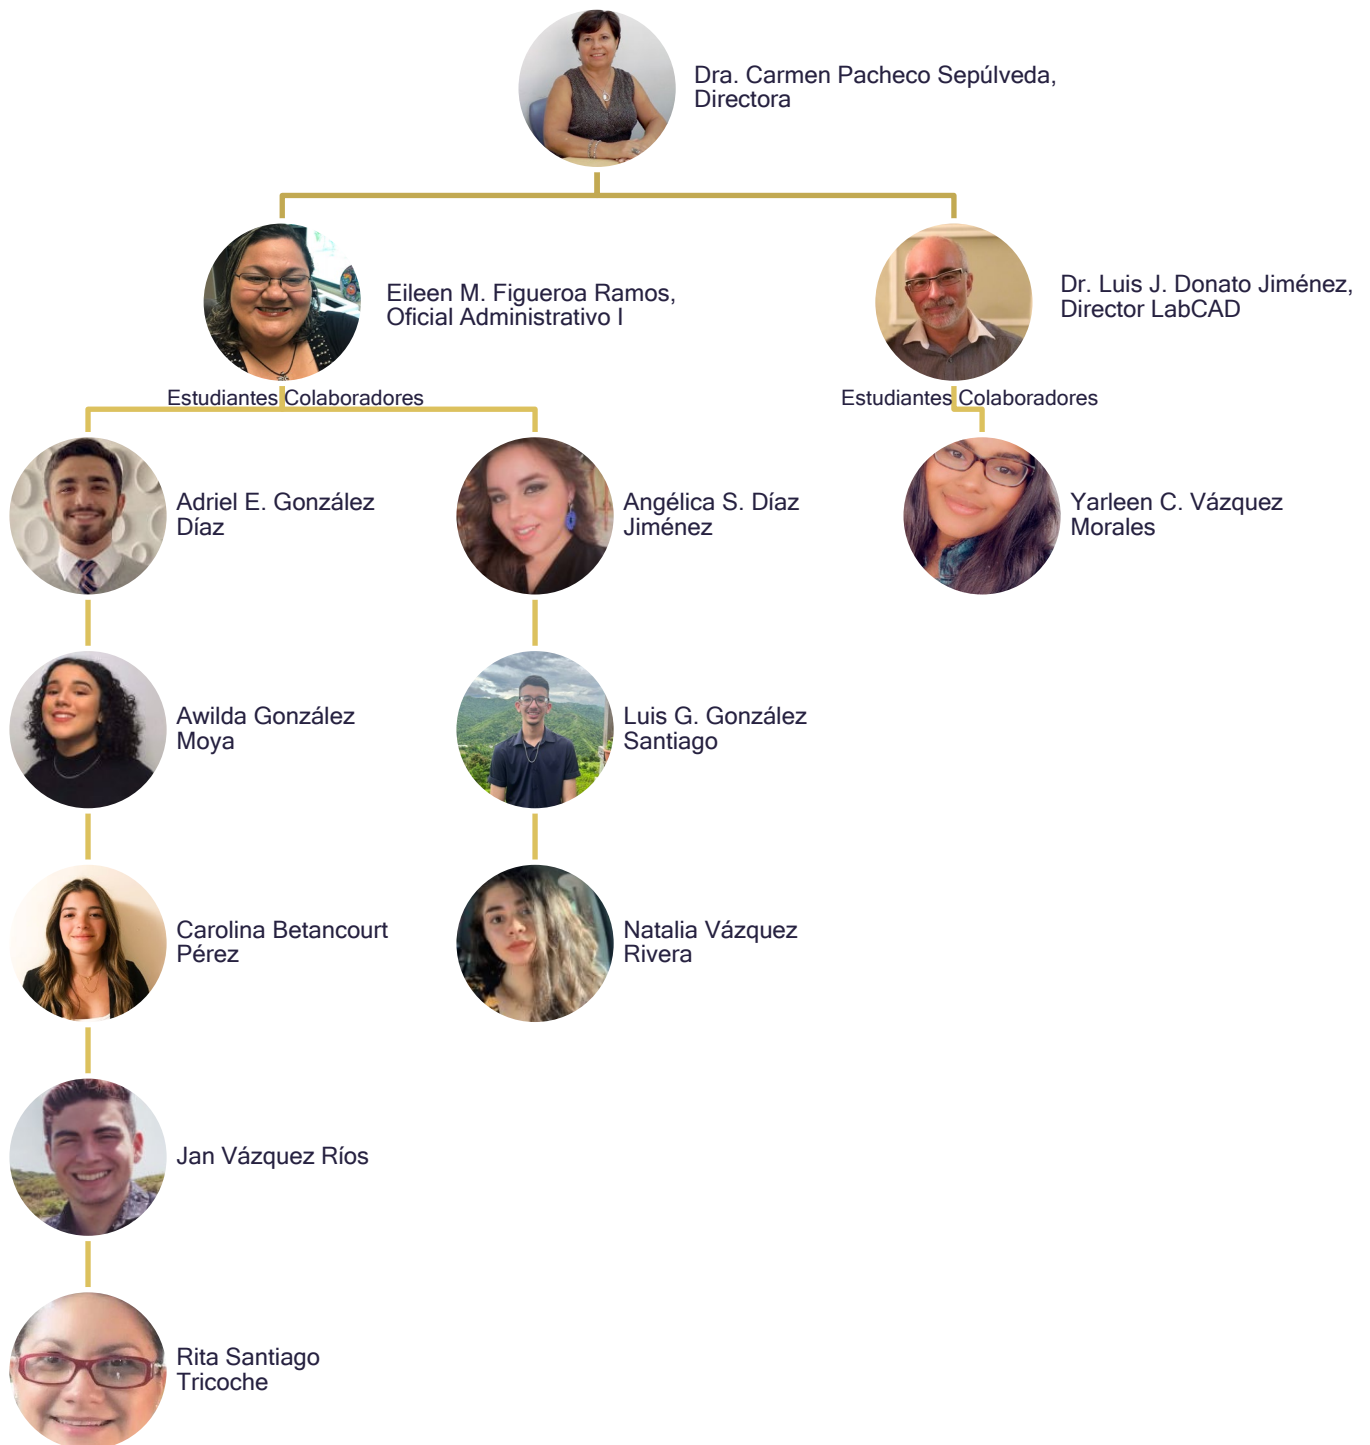 Dra. Carmen Pacheco Sepúlveda,
Directora
Eileen M. Figueroa Ramos,
Oficial Administrativo I
Dr. Luis J. Donato Jiménez,
Director LabCAD
Estudiantes Colaboradores
Estudiantes Colaboradores
Adriel E. González
Díaz
Angélica S. Díaz
Jiménez
Yarleen C. Vázquez
Morales
Awilda González
Moya
Luis G. González
Santiago
Carolina Betancourt
Pérez
Natalia Vázquez
Rivera
Jan Vázquez Ríos
Rita Santiago
Tricoche